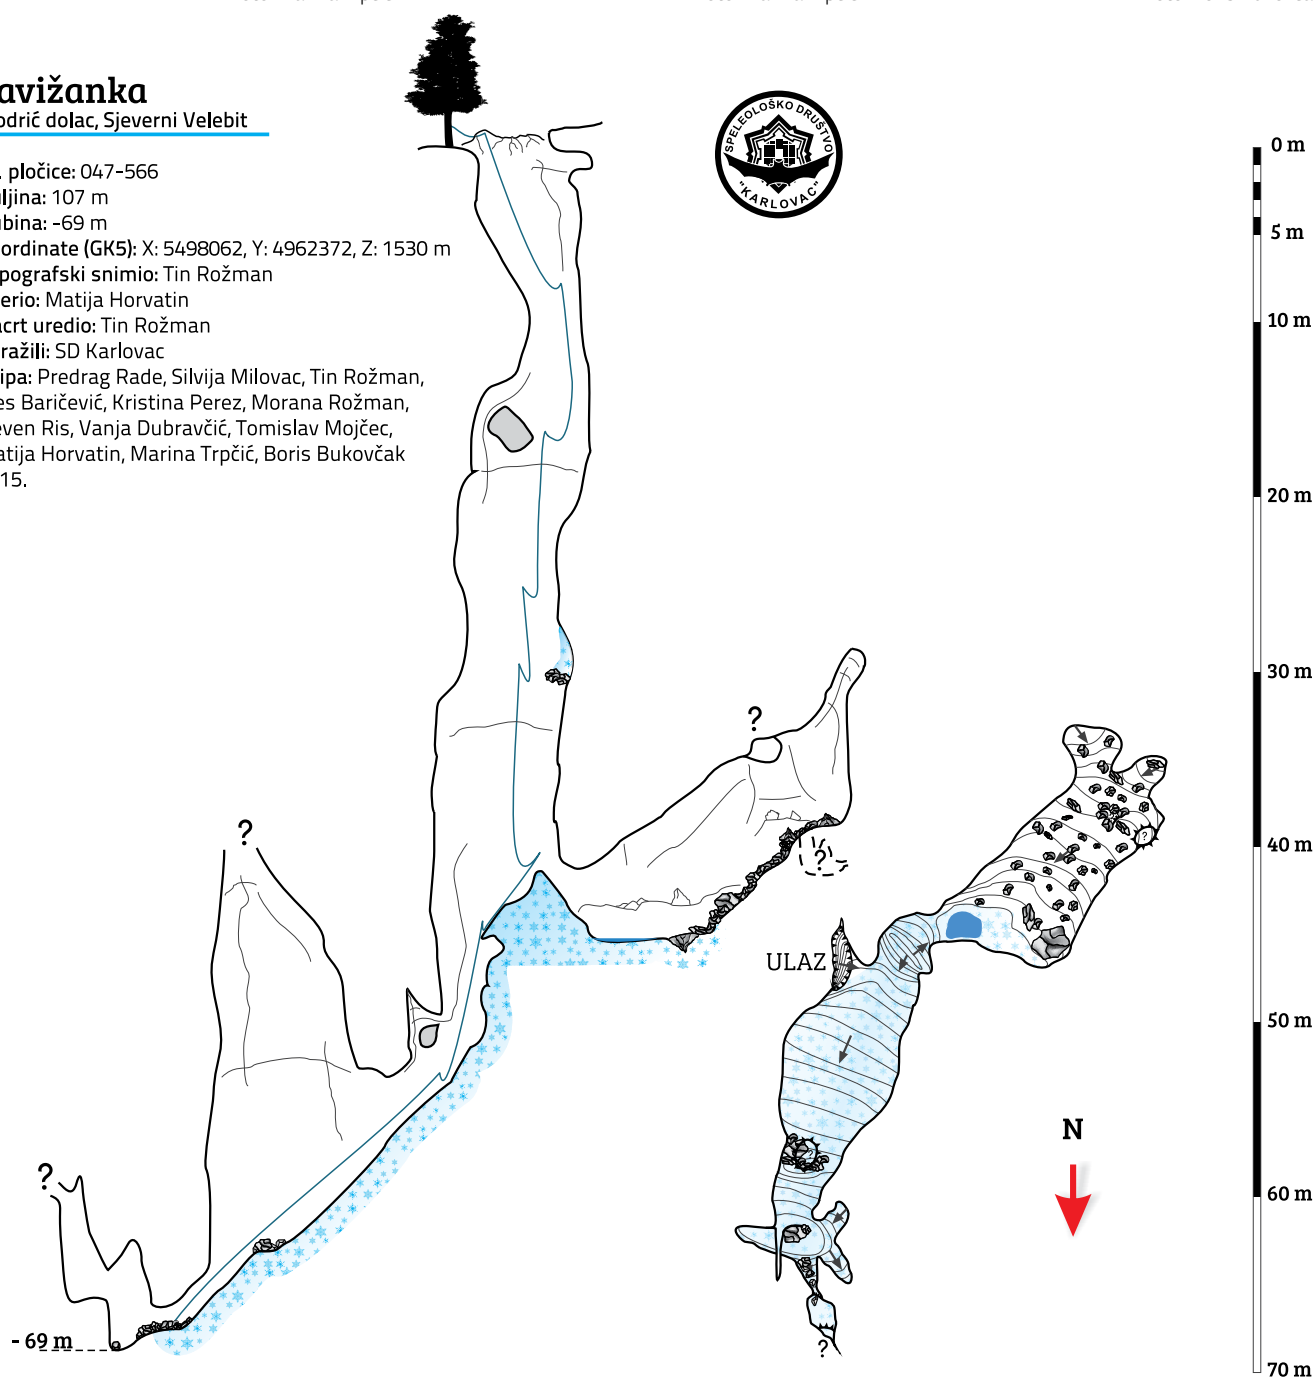 avižanka
odrić dolac, Sjeverni Velebit
. pločice: 047-566
ljina: 107 m
bina: -69 m
ordinate (GK5): X: 5498062, Y: 4962372, Z: 1530 m
pografski snimio: Tin Rožman
erio: Matija Horvatin
crt uredio: Tin Rožman
ražili: SD Karlovac
ipa: Predrag Rade, Silvija Milovac, Tin Rožman,
es Baričević, Kristina Perez, Morana Rožman,
even Ris, Vanja Dubravčić, Tomislav Mojčec,
atija Horvatin, Marina Trpčić, Boris Bukovčak
15.
SPELEOLOŠKO DRUŠTVO
"KARLOVAC"
0 m
5 m
10 m
20 m
30 m
40 m
50 m
60 m
70 m
?
?
?
?
?
ULAZ
N
?
?
- 69 m